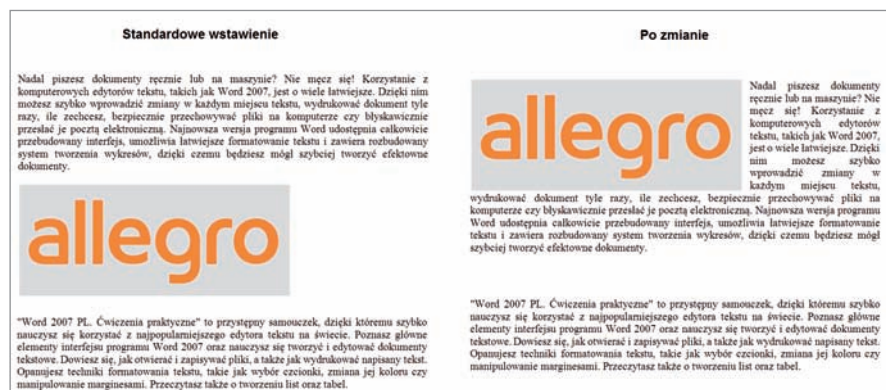 Standardowe wstawienie
Nadal piszesz dokumenty ręcznie lub na maszynie? Nie męcz się! Korzystanie z
komputerowych edytorów tekstu, takich jak Word 2007, jest o wiele łatwiejsze. Dzięki nim
możesz szybko wprowadzić zmiany w każdym miejscu tekstu, wydrukować dokument tyle
razy, ile zechcesz, bezpiecznie przechowywać pliki na komputerze czy błyskawicznie
przesłać je pocztą elektroniczną. Najnowsza wersja programu Word udostępnia całkowicie
przebudowany interfejs, umożliwia łatwiejsze formatowanie tekstu i zawiera rozbudowany
system tworzenia wykresów, dzięki czemu będziesz mógł szybciej tworzyć efektowne
dokumenty.
allegro
"Word 2007 PL. Ćwiczenia praktyczne" to przystępny samouczek, dzięki któremu szybko
nauczysz się korzystać z najpopularniejszego edytora tekstu na świecie. Poznasz główne
elementy interfejsu programu Word 2007 oraz nauczysz się tworzyć i edytować dokumenty
tekstowe. Dowiesz się, jak otwierać i zapisywać pliki, a także jak wydrukować napisany tekst.
Opanujesz techniki formatowania tekstu, takie jak wybór czcionki, zmiana jej koloru czy
manipulowanie marginesami. Przeczytasz także o tworzeniu list oraz tabel.
Po zmianie
allegro
Nadal piszesz dokumenty
ręcznie lub na maszynie? Nie
męcz się! Korzystanie z
komputerowych edytorów
tekstu, takich jak Word 2007,
jest o wiele łatwiejsze. Dzięki
nim możesz szybko
wprowadzić zmiany w
każdym miejscu tekstu,
wydrukować dokument tyle razy, ile zechcesz, bezpiecznie przechowywać pliki na
komputerze czy błyskawicznie przesłać je pocztą elektroniczną. Najnowsza wersja programu
Word udostępnia całkowicie przebudowany interfejs, umożliwia łatwiejsze formatowanie
tekstu i zawiera rozbudowany system tworzenia wykresów, dzięki czemu będziesz mógł
szybciej tworzyć efektowne dokumenty.
"Word 2007 PL. Ćwiczenia praktyczne" to przystępny samouczek, dzięki któremu szybko
nauczysz się korzystać z najpopularniejszego edytora tekstu na świecie. Poznasz główne
elementy interfejsu programu Word 2007 oraz nauczysz się tworzyć i edytować dokumenty
tekstowe. Dowiesz się, jak otwierać i zapisywać pliki, a także jak wydrukować napisany tekst.
Opanujesz techniki formatowania tekstu, takie jak wybór czcionki, zmiana jej koloru czy
manipulowanie marginesami. Przeczytasz także o tworzeniu list oraz tabel.